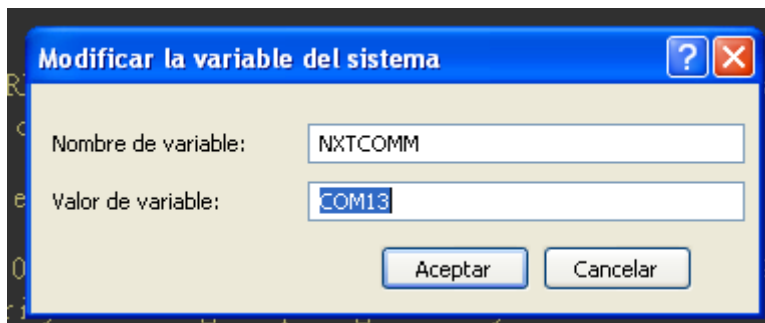 Modificar la variable del sistema
Nombre de variable: NXTCOMM
Valor de variable: COM13
Aceptar Cancelar